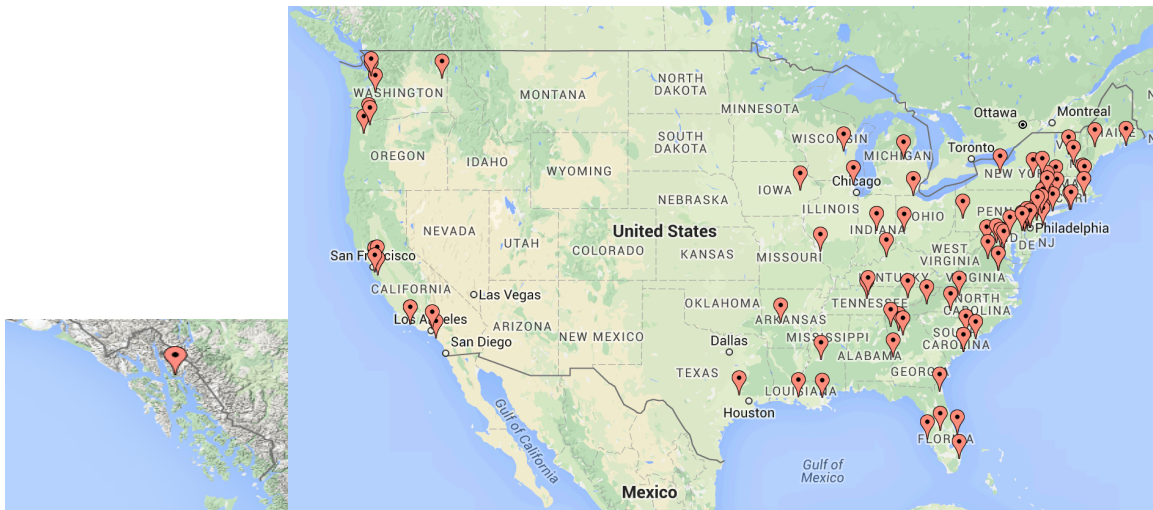 WASHINGTON
MONTANA
NORTH
DAKOTA
MINNESOTA
Ottawa
Montreal
OREGON
IDAHO
SOUTH
DAKOTA
WISCONSIN
MICHIGAN
Toronto
WYOMING
IOWA
Chicago
NEW YORK
NEBRASKA
ILLINOIS
INDIANA
OHIO
PENN
Philadelphia
NEVADA
UTAH
United States
COLORADO
KANSAS
MISSOURI
WEST
VIRGINIA
DE
NJ
San Francisco
CALIFORNIA
Las Vegas
KENTUCKY
VIRGINIA
OKLAHOMA
ARKANSAS
TENNESSEE
NORTH
CAROLINA
Los Angeles
ARIZONA
NEW MEXICO
San Diego
Dallas
MISSISSIPPI
ALABAMA
SOUTH
CAROLINA
TEXAS
LOUISIANA
GEORGIA
Houston
Gulf of California
FLORIDA
Gulf of
Mexico
Mexico